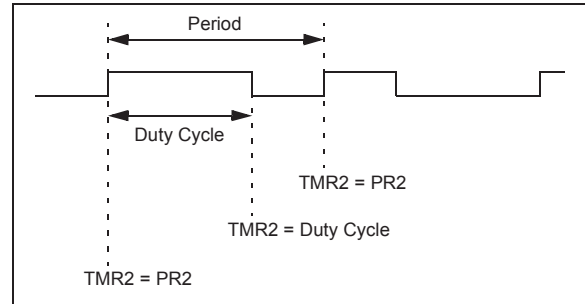 Period
Duty Cycle
TMR2 = PR2
TMR2 = Duty Cycle
TMR2 = PR2